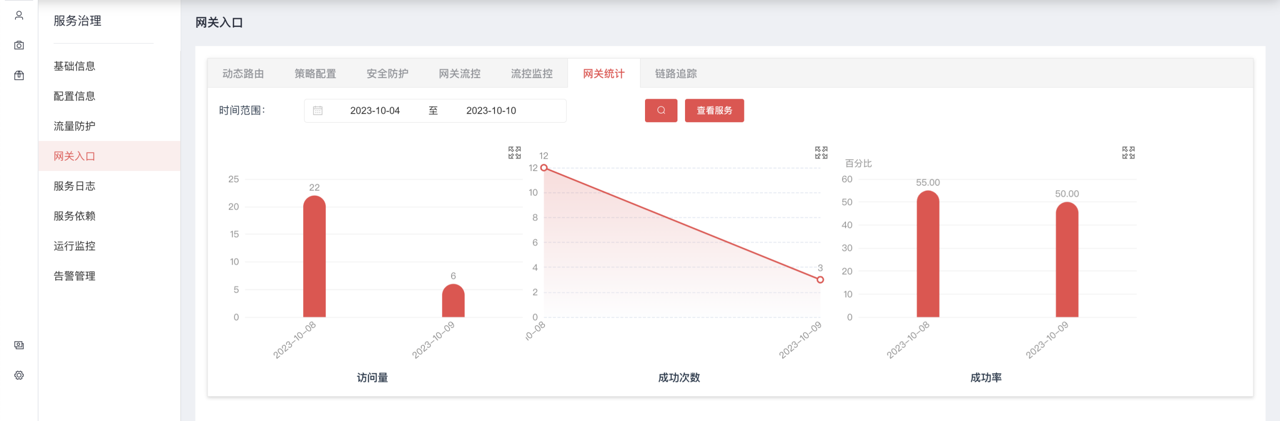 服务治理
基础信息
配置信息
流量防护
网关入口
服务日志
服务依赖
运行监控
告警管理
网关入口
动态路由 策略配置 安全防护 网关流控 流控监控 网关统计 链路追踪
时间范围: 2023-10-04 至 2023-10-10 查看服务
25
20
15
10
5
0
22
6
2023-10-08
2023-10-09
访问量
12
10
8
6
4
2
0
12
3
10-08
2023-10-09
成功次数
百分比
60
50
40
30
20
10
0
55.00
50.00
2023-10-08
2023-10-09
成功率